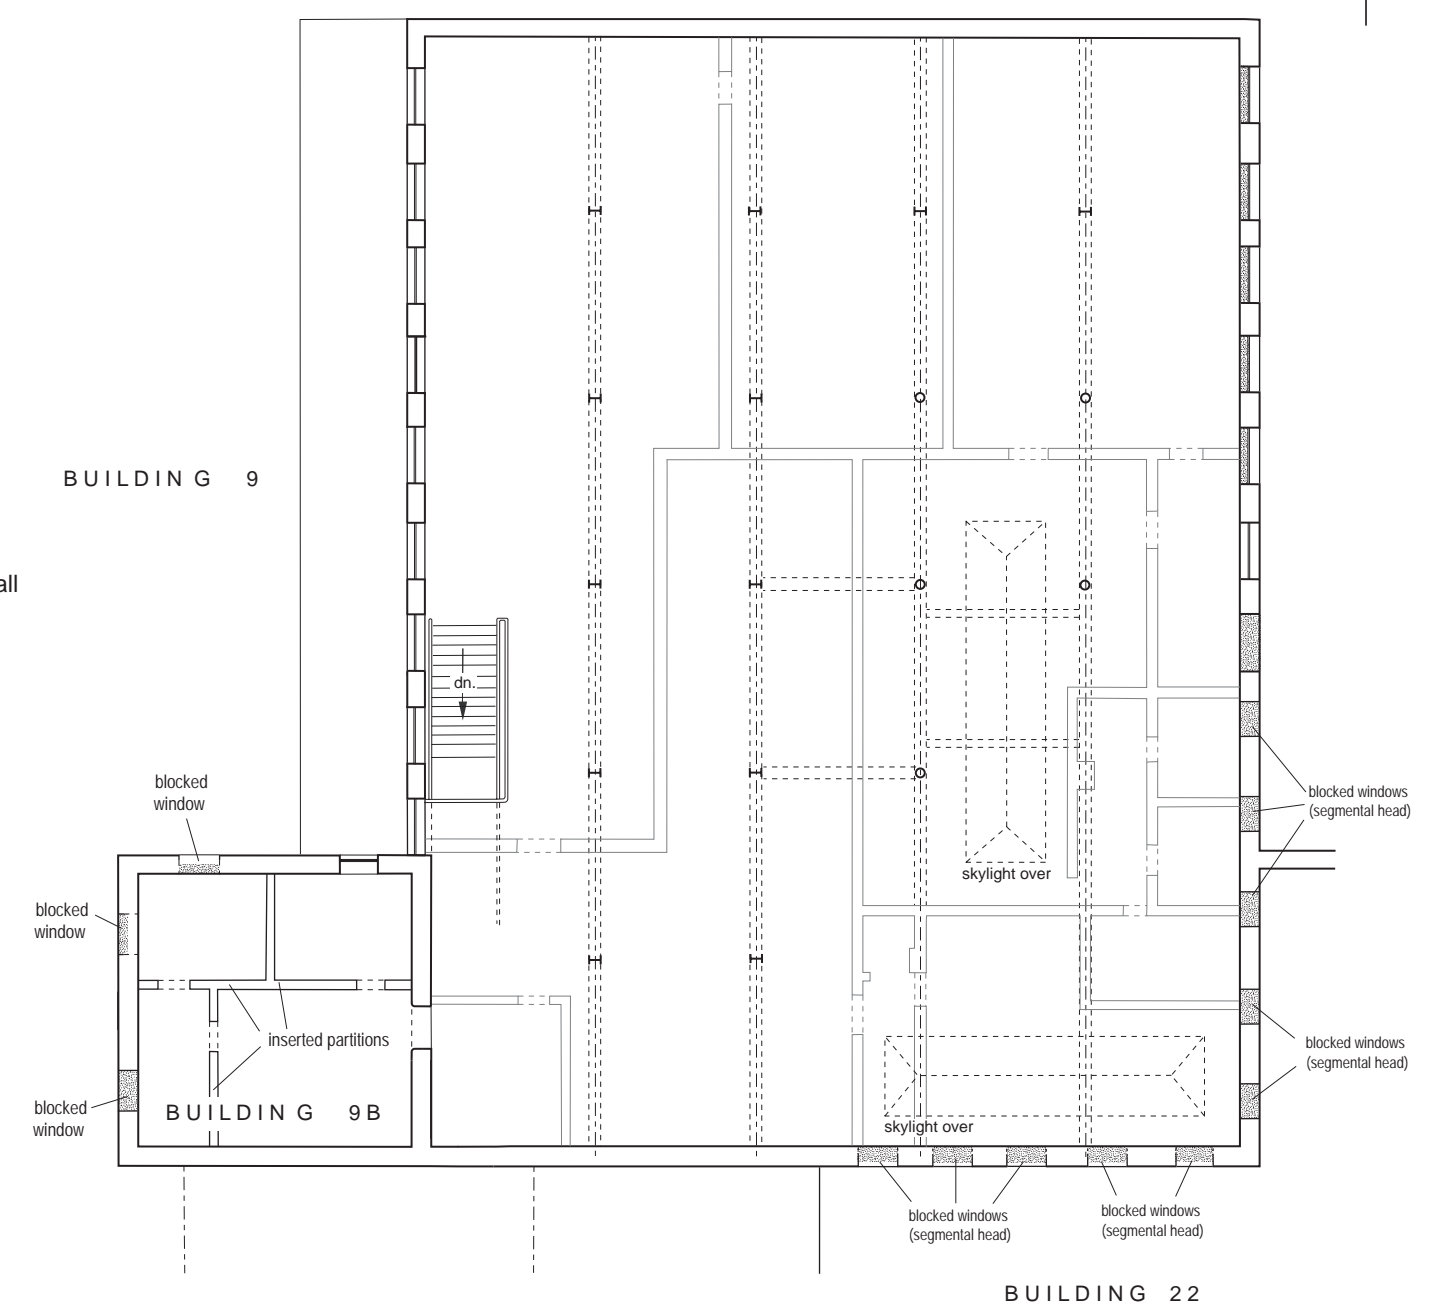 BUILDING 9
all
dn.
blocked
window
blocked windows
(segmental head)
skylight over
blocked
window
inserted partitions
blocked windows
(segmental head)
blocked
window
BUILDING 9B
skylight over
blocked windows
(segmental head)
blocked windows
(segmental head)
BUILDING 22